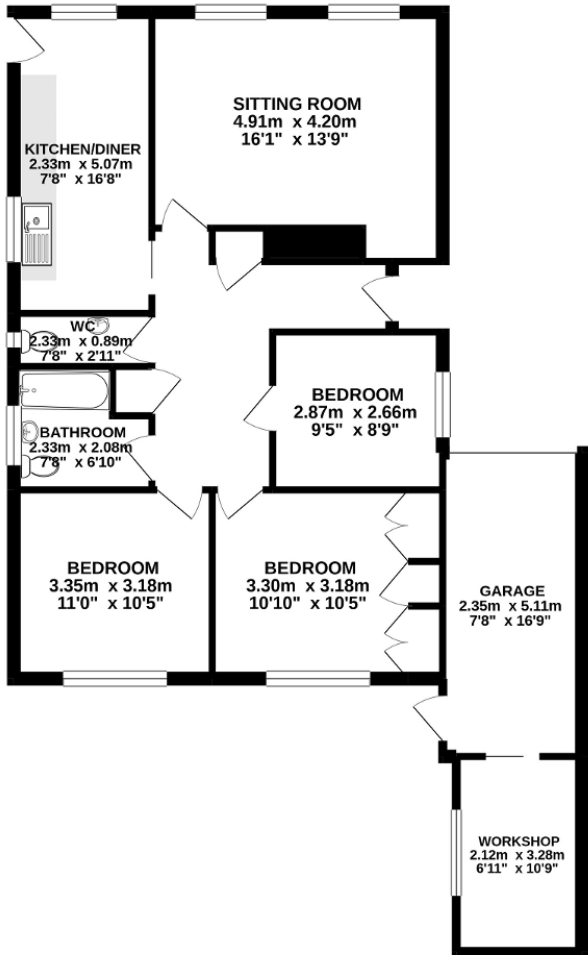 SITTING ROOM
4.91m x 4.20m
16'1" x 13'9"
KITCHEN/DINER
2.33m x 5.07m
7'8" x 16'8"
WC
2.33m x 0.89m
7'8" x 2'11"
BEDROOM
2.87m x 2.66m
9'5" x 8'9"
BATHROOM
2.33m x 2.08m
7'8" x 6'10"
BEDROOM
3.35m x 3.18m
11'0" x 10'5"
BEDROOM
3.30m x 3.18m
10'10" x 10'5"
GARAGE
2.35m x 5.11m
7'8" x 16'9"
WORKSHOP
2.12m x 3.28m
6'11" x 10'9"